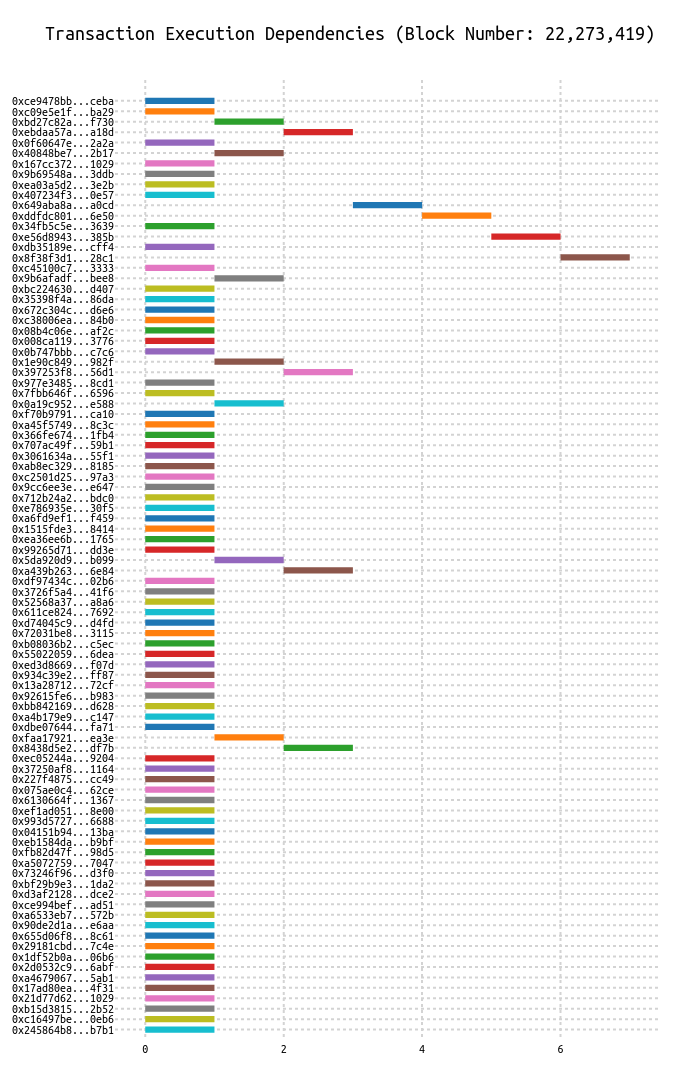 Transaction Execution Dependencies (Block Number: 22,273,419)
0xce9478bb...ceba
0xc09e5e1f...ba29
0xbd27c82a...f730
0xebdaa57a...a18d
0x0f60647e...2a2a
0x40848be7...2b17
0x167cc372...1029
0x9b69548a...3ddb
0xea03a5d2...3e2b
0x407234f3...0e57
0x649aba8a...a0cd
0xddfdc801...6e50
0x34fb5c5e...3639
0xe56d8943...385b
0xdb35189e...cff4
0x8f38f3d1...28c1
0xc45100c7...3333
0x9b6afadf...bee8
0xbc224630...d407
0x35398f4a...86da
0x672c304c...d6e6
0xc38006ea...84b0
0x08b4c06e...af2c
0x008ca119...3776
0x0b747bbb...c7c6
0x1e90c849...982f
0x397253f8...56d1
0x977e3485...8cd1
0x7fbb646f...6596
0x0a19c952...e588
0xf70b9791...ca10
0xa45f5749...8c3c
0x366fe674...1fb4
0x707ac49f...59b1
0x3061634a...55f1
0xab8ec329...8185
0xc2501d25...97a3
0x9cc6ee3e...e647
0x712b24a2...bdc0
0xe786935e...30f5
0xa6fd9ef1...f459
0x1515fde3...8414
0xea36ee6b...1765
0x99265d71...dd3e
0x5da920d9...b099
0xa439b263...6e84
0xdf97434c...02b6
0x3726f5a4...41f6
0x52568a37...a8a6
0x611ce824...7692
0xd74045c9...d4fd
0x72031be8...3115
0xb08036b2...c5ec
0x55022059...6dea
0xed3d8669...f07d
0x934c39e2...ff87
0x13a28712...72cf
0x92615fe6...b983
0xbb842169...d628
0xa4b179e9...c147
0xdbe07644...fa71
0xfaa17921...ea3e
0x8438d5e2...df7b
0xec05244a...9204
0x37250af8...1164
0x227f4875...cc49
0x075ae0c4...62ce
0x6130664f...1367
0xef1ad051...8e00
0x993d5727...6688
0x04151b94...13ba
0xeb1584da...b9bf
0xfb82d47f...98d5
0xa5072759...7047
0x73246f96...d3f0
0xbf29b9e3...1da2
0xd3af2128...dce2
0xce994bef...ad51
0xa6533eb7...572b
0x90de2d1a...e6aa
0x655d06f8...8c61
0x29181cbd...7c4e
0x1df52b0a...06b6
0x2d0532c9...6abf
0xa4679067...5ab1
0x17ad80ea...4f31
0x21d77d62...1029
0xb15d3815...2b52
0xc16497be...0eb6
0x245864b8...b7b1
0 2 4 6